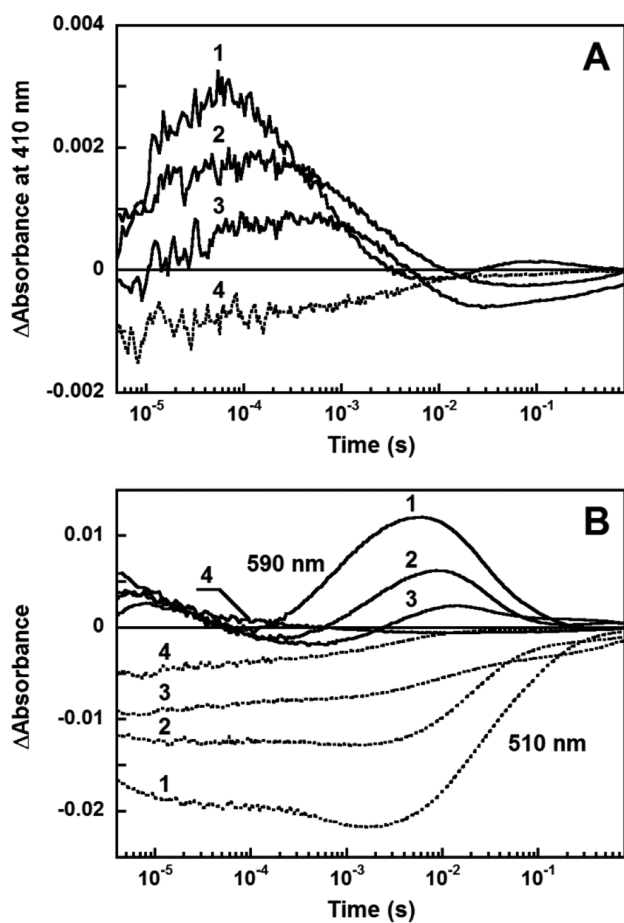 0.004
1
A
ΔAbsorbance at 410 nm
2
0.002
3
0
4
-0.002
10⁻⁵ 10⁻⁴ 10⁻³ 10⁻² 10⁻¹
Time (s)
1
B
0.01
590 nm
2
4
3
0
ΔAbsorbance
4
3
-0.01
2
510 nm
1
-0.02
10⁻⁵ 10⁻⁴ 10⁻³ 10⁻² 10⁻¹
Time (s)